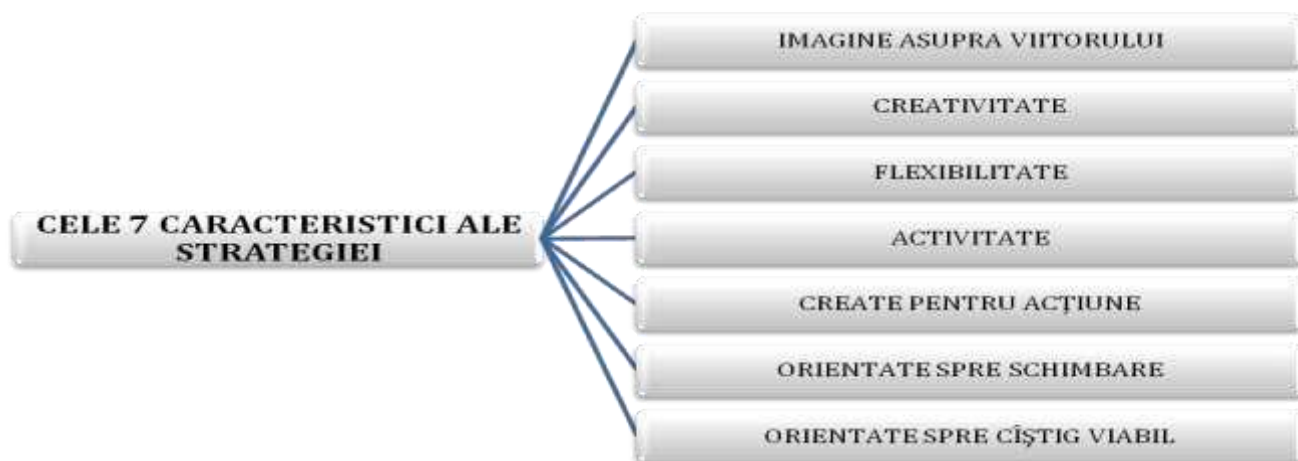 IMAGINE ASUPRA VIITORULUI
CREATIVITATE
FLEXIBILITATE
CELE 7 CARACTERISTICI ALE
STRATEGIEI
ACTIVITATE
CREATE PENTRU ACŢIUNE
ORIENTATE SPRE SCHIMBARE
ORIENTATE SPRE CÎŞTIG VIABIL